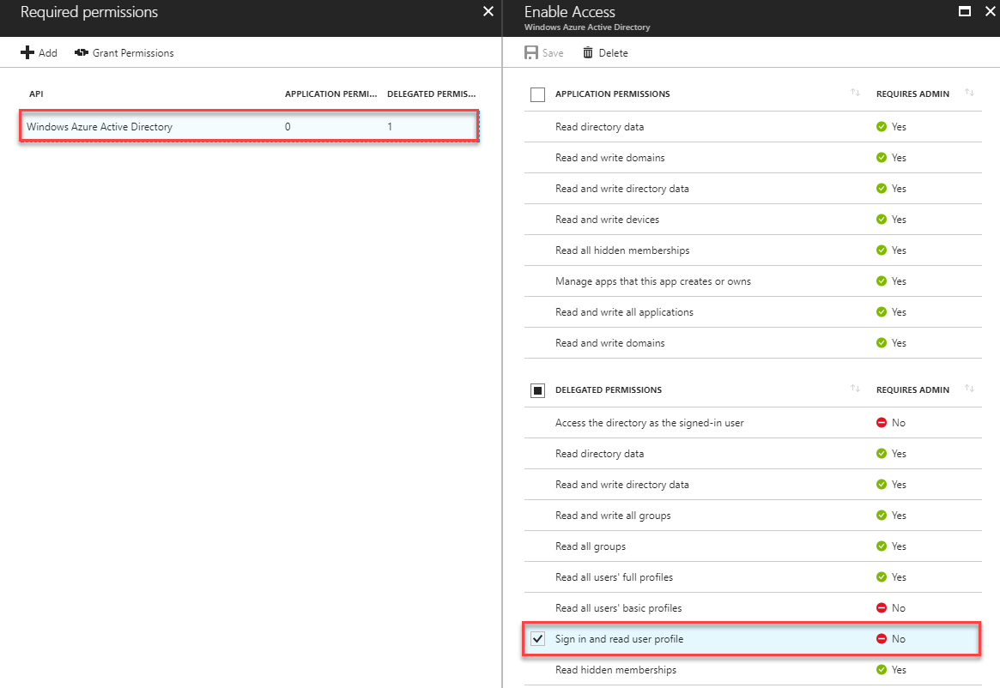 Required permissions
Add Grant Permissions
API APPLICATION PERMI... DELEGATED PERMIS...
Windows Azure Active Directory 0 1
Enable Access
Windows Azure Active Directory
Save Delete
APPLICATION PERMISSIONS REQUIRES ADMIN
Read directory data Yes
Read and write domains Yes
Read and write directory data Yes
Read and write devices Yes
Read all hidden memberships Yes
Manage apps that this app creates or owns Yes
Read and write all applications Yes
Read and write domains Yes
DELEGATED PERMISSIONS REQUIRES ADMIN
Access the directory as the signed-in user No
Read directory data Yes
Read and write directory data Yes
Read and write all groups Yes
Read all groups Yes
Read all users' full profiles Yes
Read all users' basic profiles No
Sign in and read user profile No
Read hidden memberships Yes